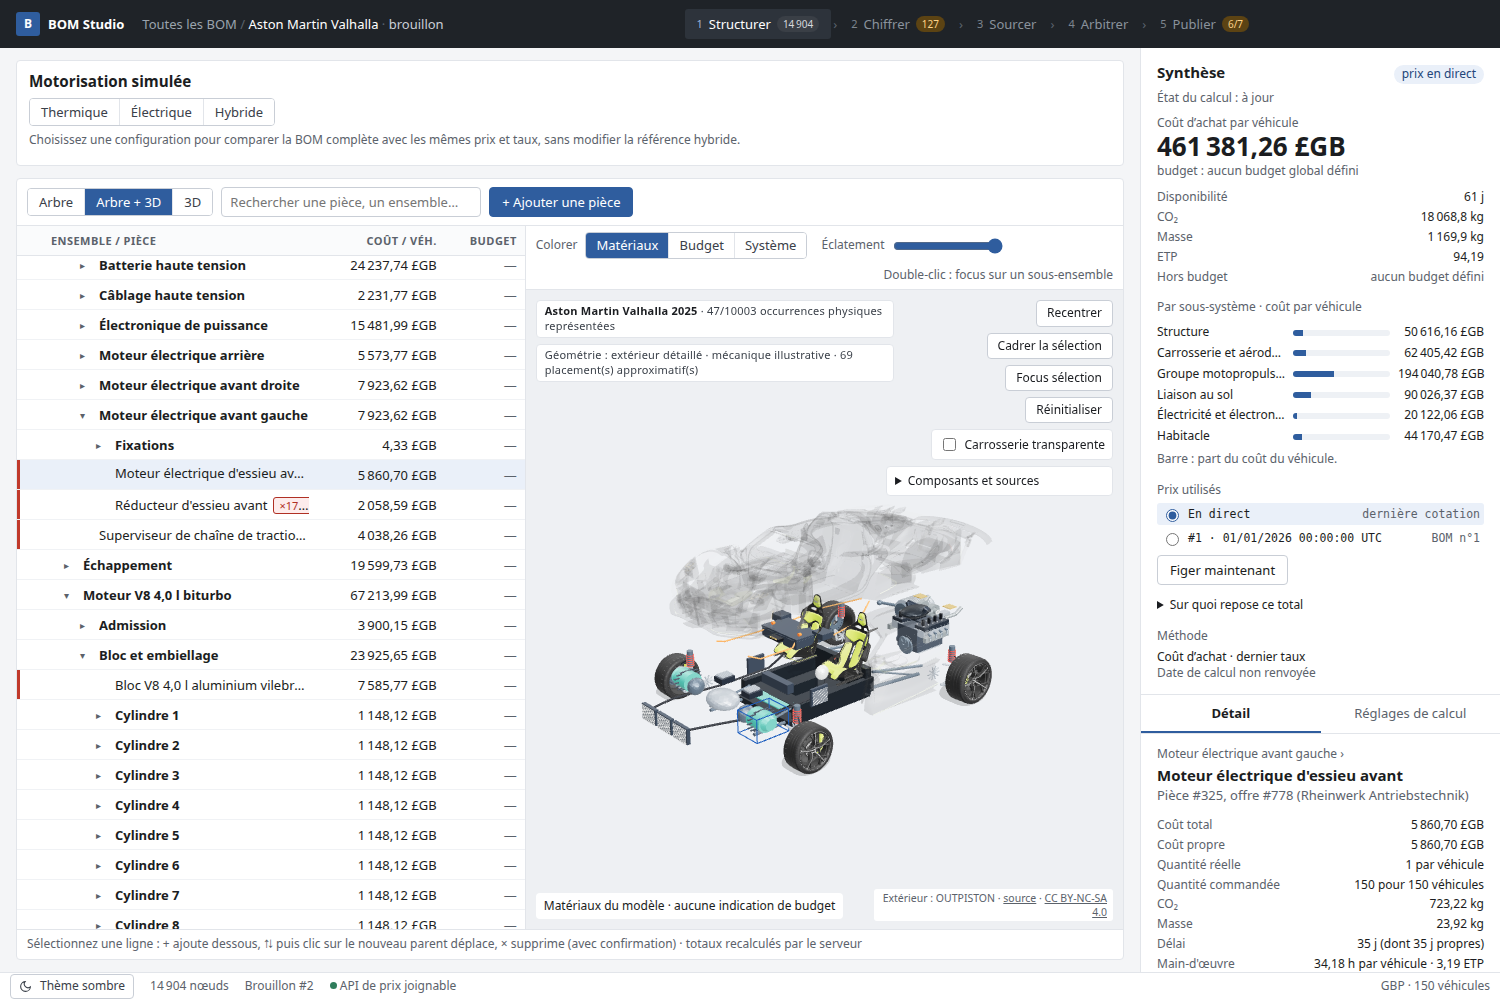 B BOM Studio Toutes les BOM / Aston Martin Valhalla · brouillon 1 Structurer 14 904 › 2 Chiffrer 127 › 3 Sourcer › 4 Arbitrer › 5 Publier 6/7
Motorisation simulée
Thermique Électrique Hybride
Choisissez une configuration pour comparer la BOM complète avec les mêmes prix et taux, sans modifier la référence hybride.
Arbre Arbre + 3D 3D Rechercher une pièce, un ensemble... + Ajouter une pièce
ENSEMBLE / PIÈCE COÛT / VÉH. BUDGET
Batterie haute tension 24 237,74 £GB —
Câblage haute tension 2 231,77 £GB —
Électronique de puissance 15 481,99 £GB —
Moteur électrique arrière 5 573,77 £GB —
Moteur électrique avant droite 7 923,62 £GB —
Moteur électrique avant gauche 7 923,62 £GB —
Fixations 4,33 £GB —
Moteur électrique d'essieu av... 5 860,70 £GB —
Réducteur d'essieu avant ×17... 2 058,59 £GB —
Superviseur de chaîne de tractio... 4 038,26 £GB —
Échappement 19 599,73 £GB —
Moteur V8 4,0 l biturbo 67 213,99 £GB —
Admission 3 900,15 £GB —
Bloc et embiellage 23 925,65 £GB —
Bloc V8 4,0 l aluminium vilebr... 7 585,77 £GB —
Cylindre 1 1 148,12 £GB —
Cylindre 2 1 148,12 £GB —
Cylindre 3 1 148,12 £GB —
Cylindre 4 1 148,12 £GB —
Cylindre 5 1 148,12 £GB —
Cylindre 6 1 148,12 £GB —
Cylindre 7 1 148,12 £GB —
Cylindre 8 1 148,12 £GB —
Colorer Matériaux Budget Système Éclatement
Double-clic : focus sur un sous-ensemble
Aston Martin Valhalla 2025 · 47/10003 occurrences physiques
représentées
Géométrie : extérieur détaillé · mécanique illustrative · 69
placement(s) approximatif(s)
Recentrer
Cadrer la sélection
Focus sélection
Réinitialiser
Carrosserie transparente
Composants et sources
Matériaux du modèle · aucune indication de budget
Extérieur : OUTPISTON · source · CC BY-NC-SA
4.0
Sélectionnez une ligne : + ajoute dessous, ⇅ puis clic sur le nouveau parent déplace, × supprime (avec confirmation) · totaux recalculés par le serveur
Synthèse prix en direct
État du calcul : à jour
Coût d'achat par véhicule
461 381,26 £GB
budget : aucun budget global défini
Disponibilité 61 j
CO₂ 18 068,8 kg
Masse 1 169,9 kg
ETP 94,19
Hors budget aucun budget défini
Par sous-système · coût par véhicule
Structure 50 616,16 £GB
Carrosserie et aérod... 62 405,42 £GB
Groupe motopropuls... 194 040,78 £GB
Liaison au sol 90 026,37 £GB
Électricité et électron... 20 122,06 £GB
Habitacle 44 170,47 £GB
Barre : part du coût du véhicule.
Prix utilisés
En direct dernière cotation
#1 · 01/01/2026 00:00:00 UTC BOM n°1
Figer maintenant
Sur quoi repose ce total
Méthode
Coût d'achat · dernier taux
Date de calcul non renvoyée
Détail Réglages de calcul
Moteur électrique avant gauche ›
Moteur électrique d'essieu avant
Pièce #325, offre #778 (Rheinwerk Antriebstechnik)
Coût total 5 860,70 £GB
Coût propre 5 860,70 £GB
Quantité réelle 1 par véhicule
Quantité commandée 150 pour 150 véhicules
CO₂ 723,22 kg
Masse 23,92 kg
Délai 35 j (dont 35 j propres)
Main-d'œuvre 34,18 h par véhicule · 3,19 ETP
Thème sombre 14 904 nœuds Brouillon #2 API de prix joignable GBP · 150 véhicules